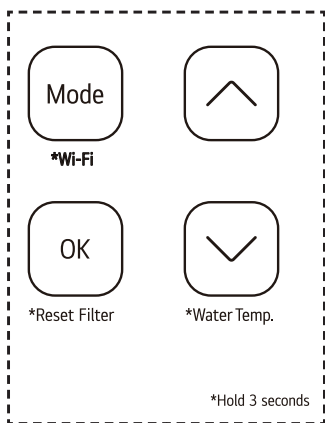 Mode
*Wi-Fi
OK
*Reset Filter
*Water Temp.
*Hold 3 seconds